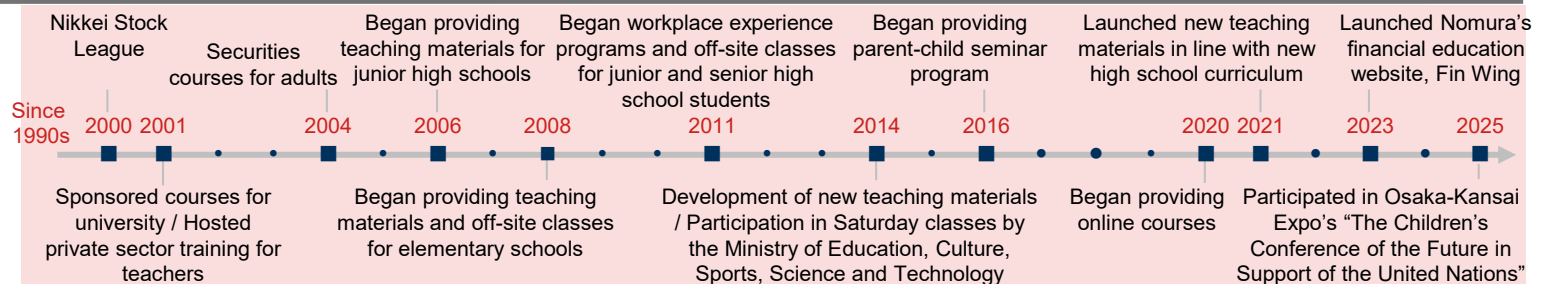 Nikkei Stock
League
Securities
courses for adults
Began providing
teaching materials for
junior high schools
Began workplace experience
programs and off-site classes
for junior and senior high
school students
Began providing
parent-child seminar
program
Launched new teaching
materials in line with new
high school curriculum
Launched Nomura’s
financial education
website, Fin Wing
Since
1990s
2000 2001 2004 2006 2008 2011 2014 2016 2020 2021 2023 2025
Sponsored courses for
university / Hosted
private sector training for
teachers
Began providing teaching
materials and off-site classes
for elementary schools
Development of new teaching materials
/ Participation in Saturday classes by
the Ministry of Education, Culture,
Sports, Science and Technology
Began providing
online courses
Participated in Osaka-Kansai
Expo’s “The Children’s
Conference of the Future in
Support of the United Nations”